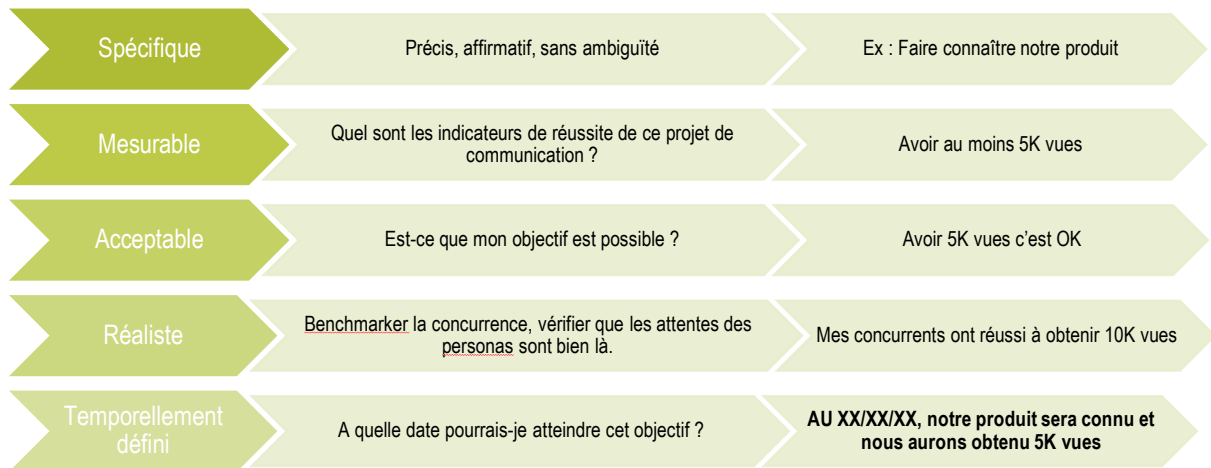 Spécifique
Précis, affirmatif, sans ambiguïté
Ex : Faire connaître notre produit
Mesurable
Quel sont les indicateurs de réussite de ce projet de
communication ?
Avoir au moins 5K vues
Acceptable
Est-ce que mon objectif est possible ?
Avoir 5K vues c’est OK
Réaliste
Benchmarker la concurrence, vérifier que les attentes des
personas sont bien là.
Mes concurrents ont réussi à obtenir 10K vues
Temporellement
défini
A quelle date pourrais-je atteindre cet objectif ?
AU XX/XX/XX, notre produit sera connu et
nous aurons obtenu 5K vues